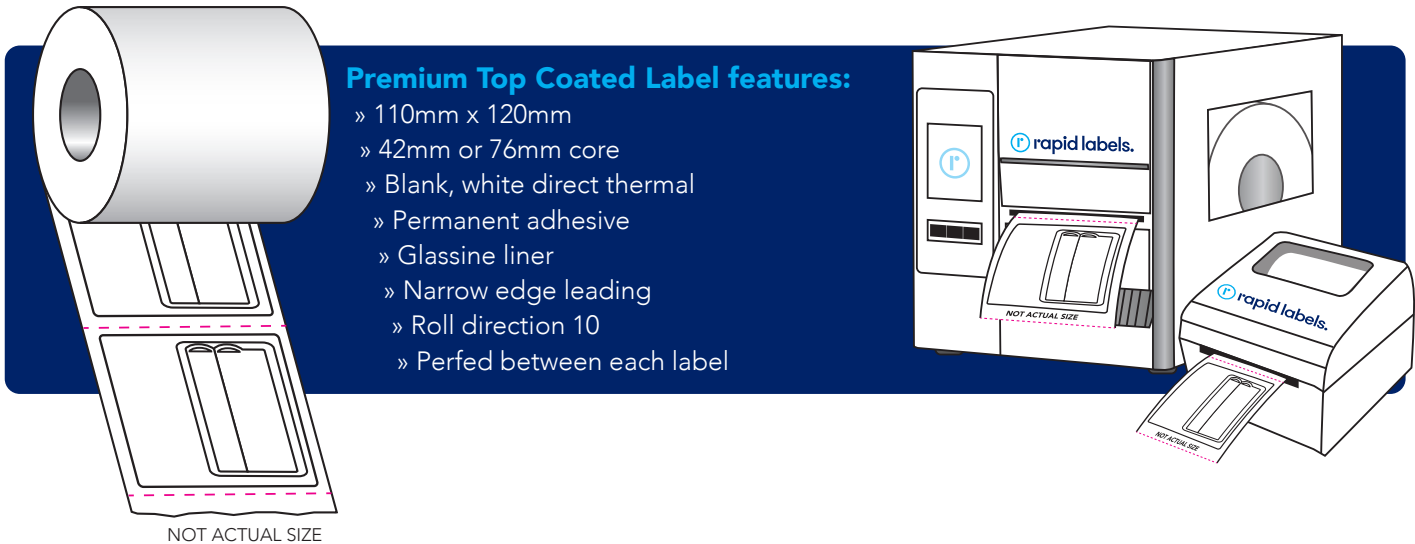 Premium Top Coated Label features:
» 110mm x 120mm
» 42mm or 76mm core
» Blank, white direct thermal
» Permanent adhesive
» Glassine liner
» Narrow edge leading
» Roll direction 10
» Perfed between each label
NOT ACTUAL SIZE
r rapid labels.
r
NOT ACTUAL SIZE
r rapid labels.
NOT ACTUAL SIZE